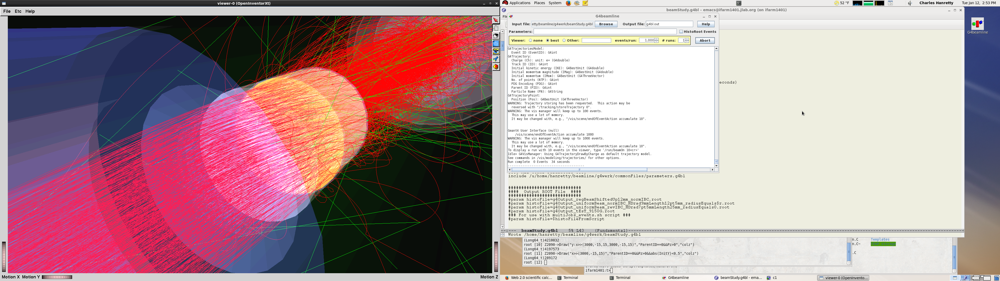 viewer-0 (OpenInventorXt)
File Etc Help
Motion X Motion Y
Motion Z
Applications Places System
52 °F
Charles Hanretty
Tue Jan 12, 2:53 PM
beamStudy.g4bl - emacs@ifarm1401.jlab.org (on ifarm1401)
G4beamline
G4beamline
Input file: etty/beamline/g4werk/beamStudy.g4bl Browse Output file: g4bl.out Help
Parameters: HistoRoot Events
Viewer: none best Other: events/run: 1,000 # runs: 1 Abort
G4TrajectoriesModel:
Event ID (EventID): G4int
G4Trajectory:
Charge (Ch): unit: e+ (G4double)
Track ID (ID): G4int
Initial kinetic energy (IKE): G4BestUnit (G4double)
Initial momentum magnitude (IMag): G4BestUnit (G4double)
Initial momentum (IMom): G4BestUnit (G4ThreeVector)
No. of points (NTP): G4int
PDG Encoding (PDG): G4int
Parent ID (PID): G4int
Particle Name (PN): G4String
G4TrajectoryPoint:
Position (Pos): G4BestUnit (G4ThreeVector)
WARNING: Trajectory storing has been requested.  This action may be
reversed with "/tracking/storeTrajectory 0".
WARNING: The vis manager will keep up to 100 events.
This may use a lot of memory.
It may be changed with, e.g., "/vis/scene/endOfEventAction accumulate 10".
Geant4 User Interface (null)
/vis/scene/endOfEventAction accumulate 1000
WARNING: The vis manager will keep up to 1000 events.
This may use a lot of memory.
It may be changed with, e.g., "/vis/scene/endOfEventAction accumulate 10".
To display a run with 10 events in the viewer, type '/run/beamOn 10<cr>'
Idle> G4VisManager: Using G4TrajectoryDrawByCharge as default trajectory model.
See commands in /vis/modeling/trajectories/ for other options.
Run complete  0 Events  34 seconds
-------------------------------------------
econds)
include /u/home/hanretty/beamline/g4werk/commonFiles/parameters.g4bl
############################
####  Output ROOT File  ####
############################
#param histoFile=g4Output_regBeamShiftedUp12mm_normIBC.root
#param histoFile=g4Output_uniformBeam_normIBC_HDrad9mmLength12pt5mm_radiusEquals$r.root
#param histoFile=g4Output_uniformBeam_revIBC_HDrad7pt5mmLength25mm_radiusEquals0.root
#param histoFile=g4Output_tEsT_9150G.root
### For use with multiJobs_events.sh script ###
#param histoFile=$histoFileFromScript
--:--- beamStudy.g4bl 5% L43 (Fundamental)
Wrote /home/hanretty/beamline/g4werk/beamStudy.g4bl
(Long64_t)4210032
root [10] Z2090->Draw("y:x>>(3000,-15,15,3000,-15,15)","ParentID==0&&Pz>0","colz")
(Long64_t)4197573
root [11] Z2090->Draw("x>>(3000,-15,15)","ParentID==0&&Pz>0&&abs(InitY)<0.5","colz")
(Long64_t)289172
root [12]
n.C Templates
n.C~
.C
ifarm1401:t>
Web 2.0 scientific calc...
Terminal
Terminal
G4beamline
beamStudy.g4bl - ema...
c1
viewer-0 (OpenInvento...